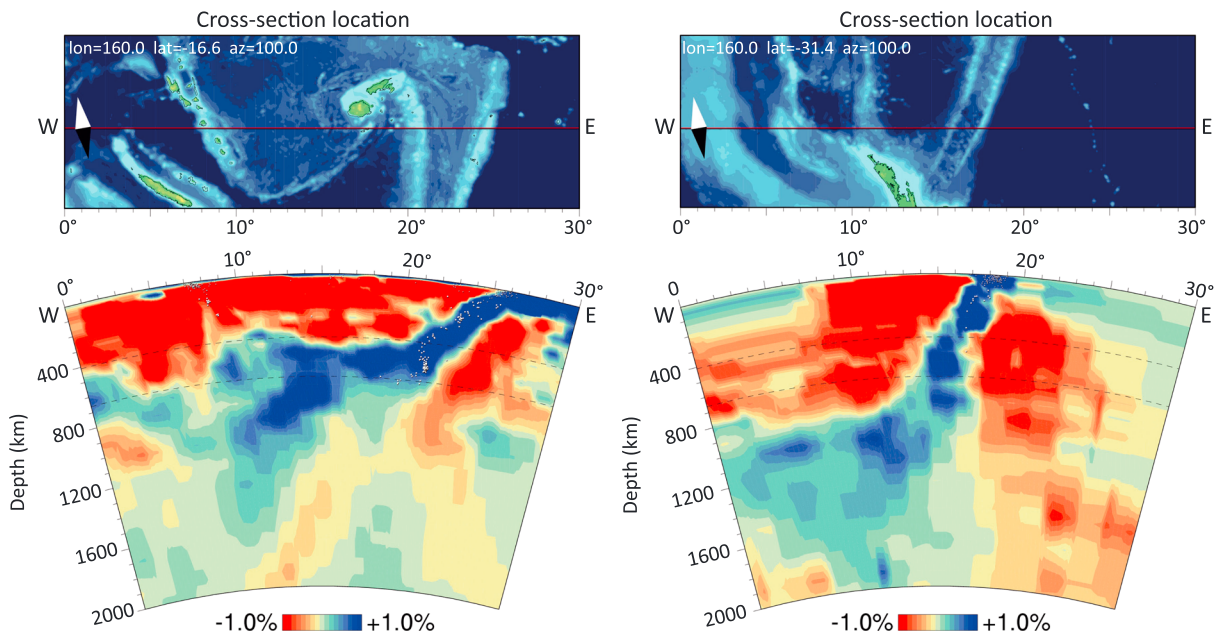 Cross-section location
lon=160.0 lat=-16.6 az=100.0
W
E
0° 10° 20° 30°
0° 10° 20° 30°
W
E
400
800
1200
1600
2000
Depth (km)
-1.0% +1.0%
Cross-section location
lon=160.0 lat=-31.4 az=100.0
W
E
0° 10° 20° 30°
0 10° 20° 30°
W
E
400
800
1200
1600
2000
Depth (km)
-1.0% +1.0%